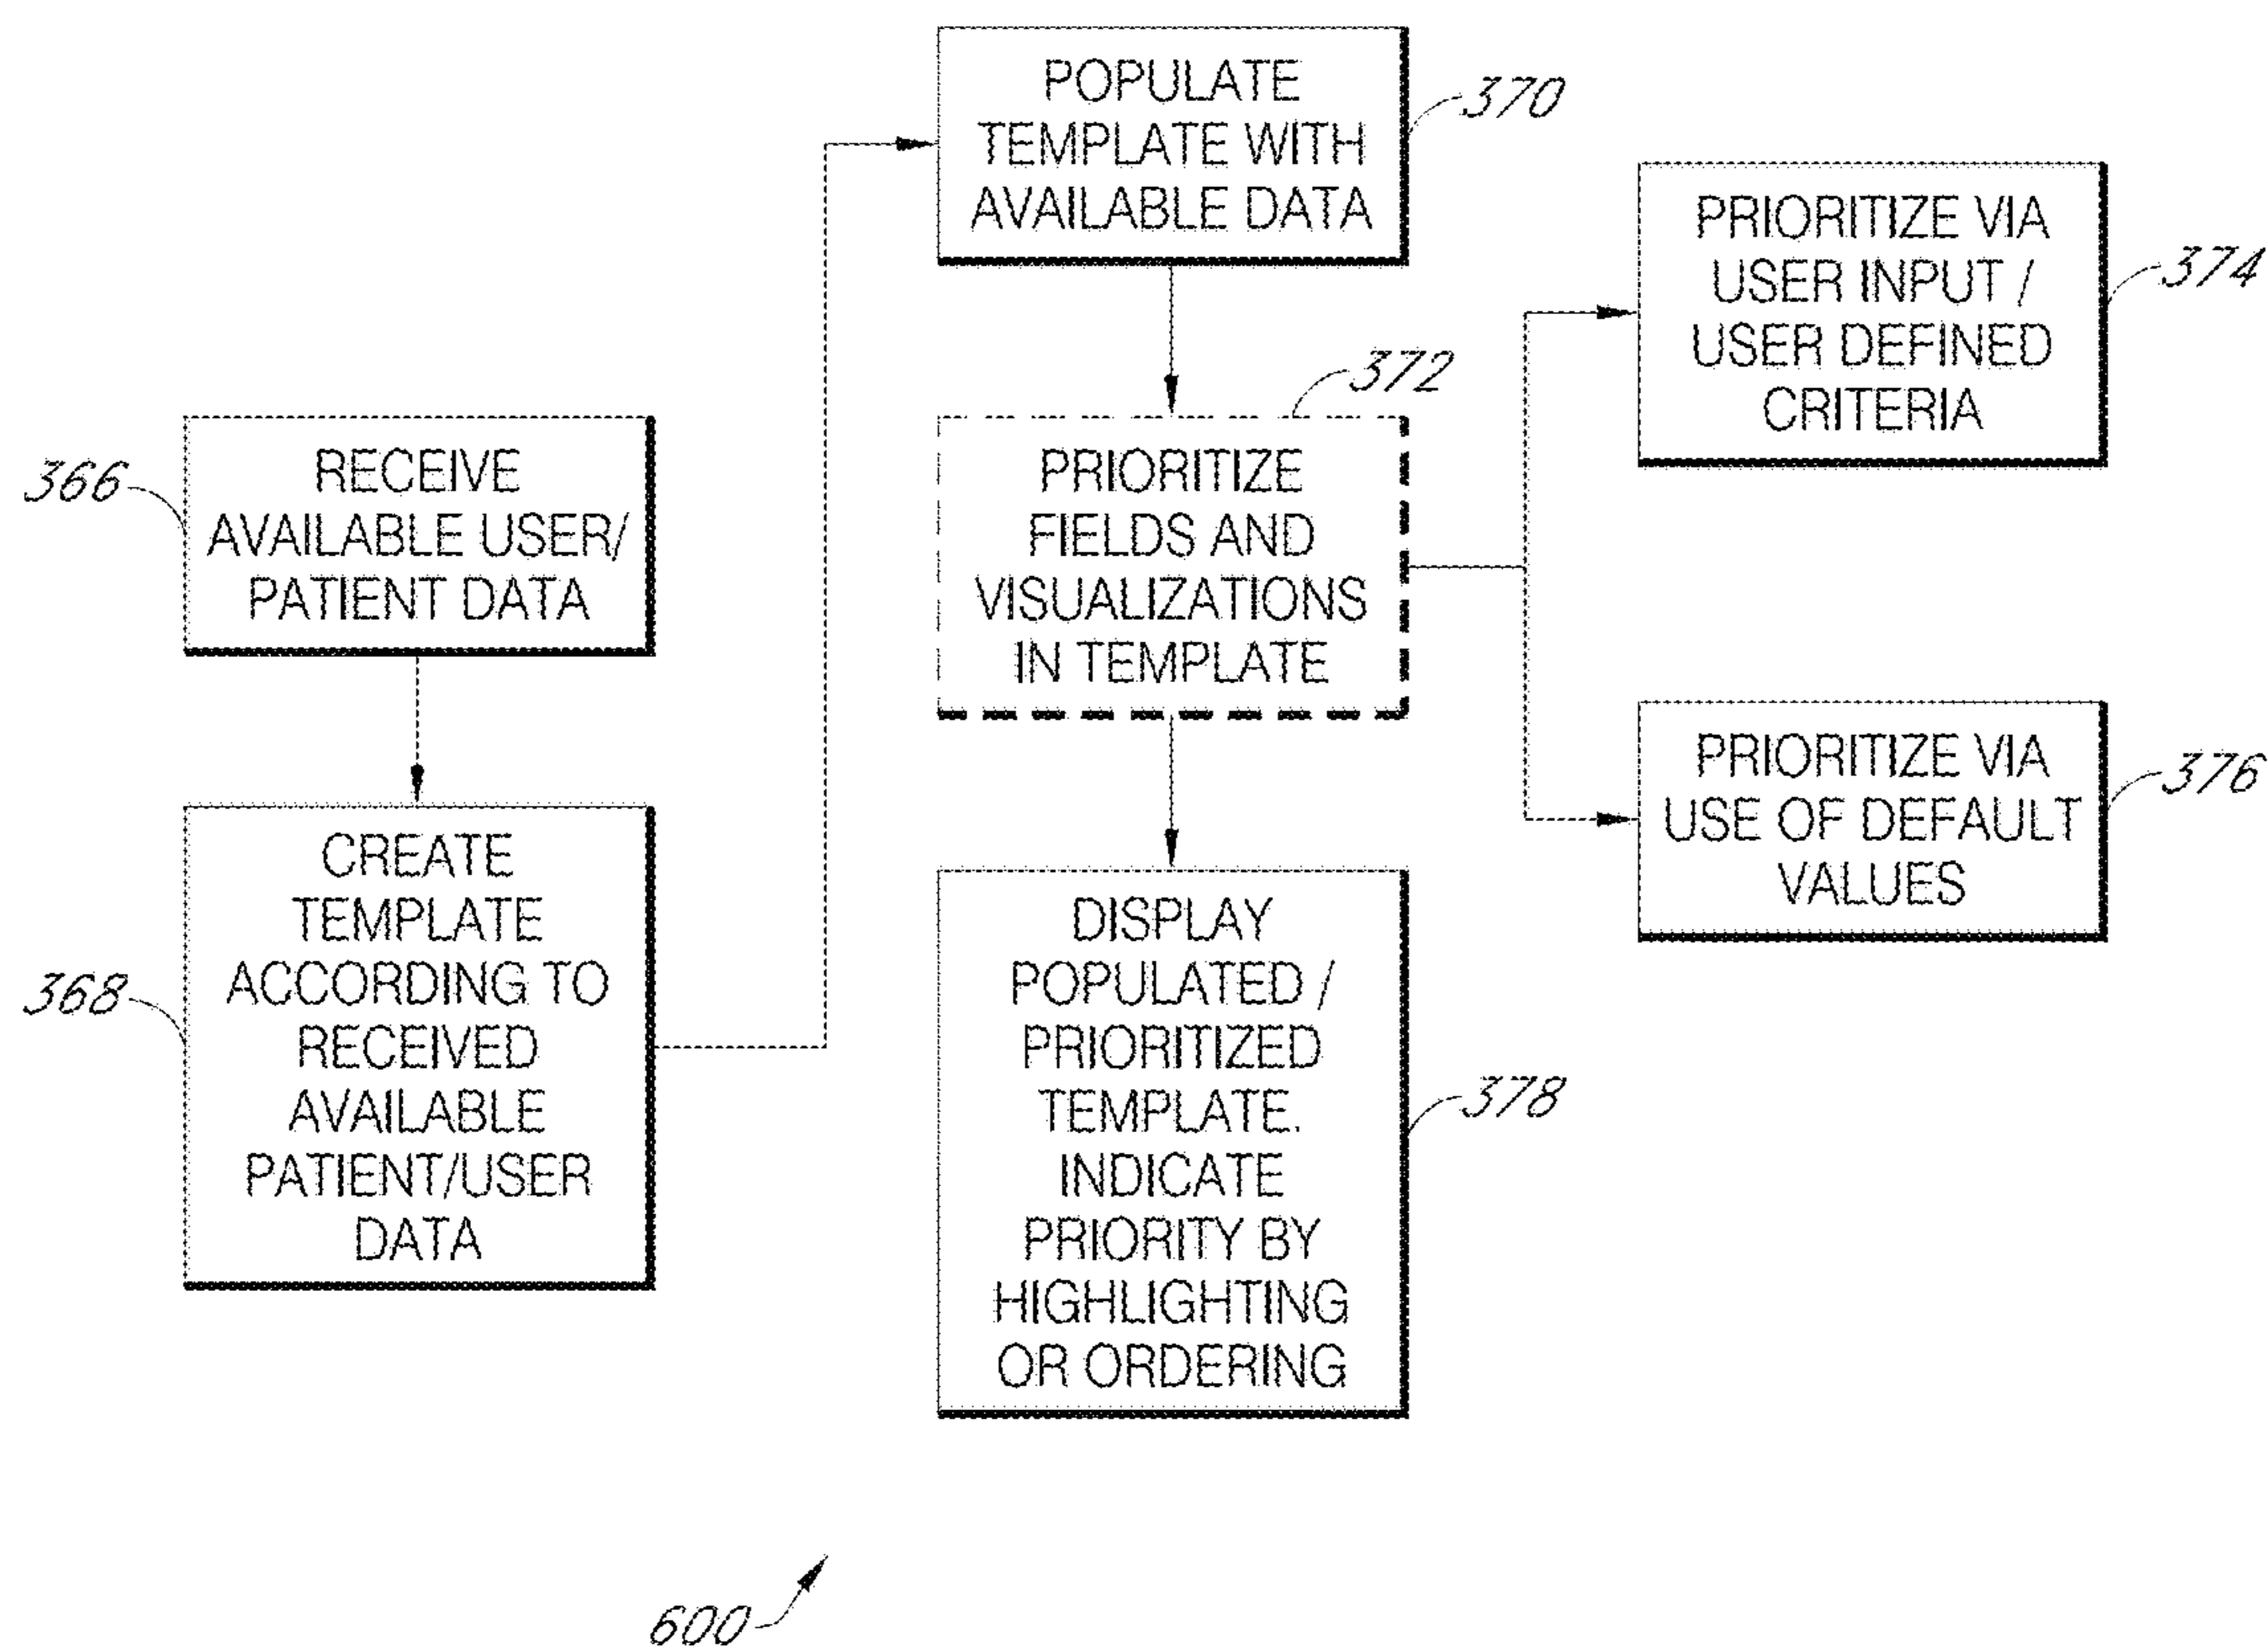 RECEIVE
AVAILABLE USER/
PATIENT DATA
366
CREATE
TEMPLATE
ACCORDING TO
RECEIVED
AVAILABLE
PATIENT/USER
DATA
368
POPULATE
TEMPLATE WITH
AVAILABLE DATA
370
372
PRIORITIZE
FIELDS AND
VISUALIZATIONS
IN TEMPLATE
PRIORITIZE VIA
USER INPUT /
USER DEFINED
CRITERIA
374
PRIORITIZE VIA
USE OF DEFAULT
VALUES
376
DISPLAY
POPULATED /
PRIORITIZED
TEMPLATE.
INDICATE
PRIORITY BY
HIGHLIGHTING
OR ORDERING
378
600